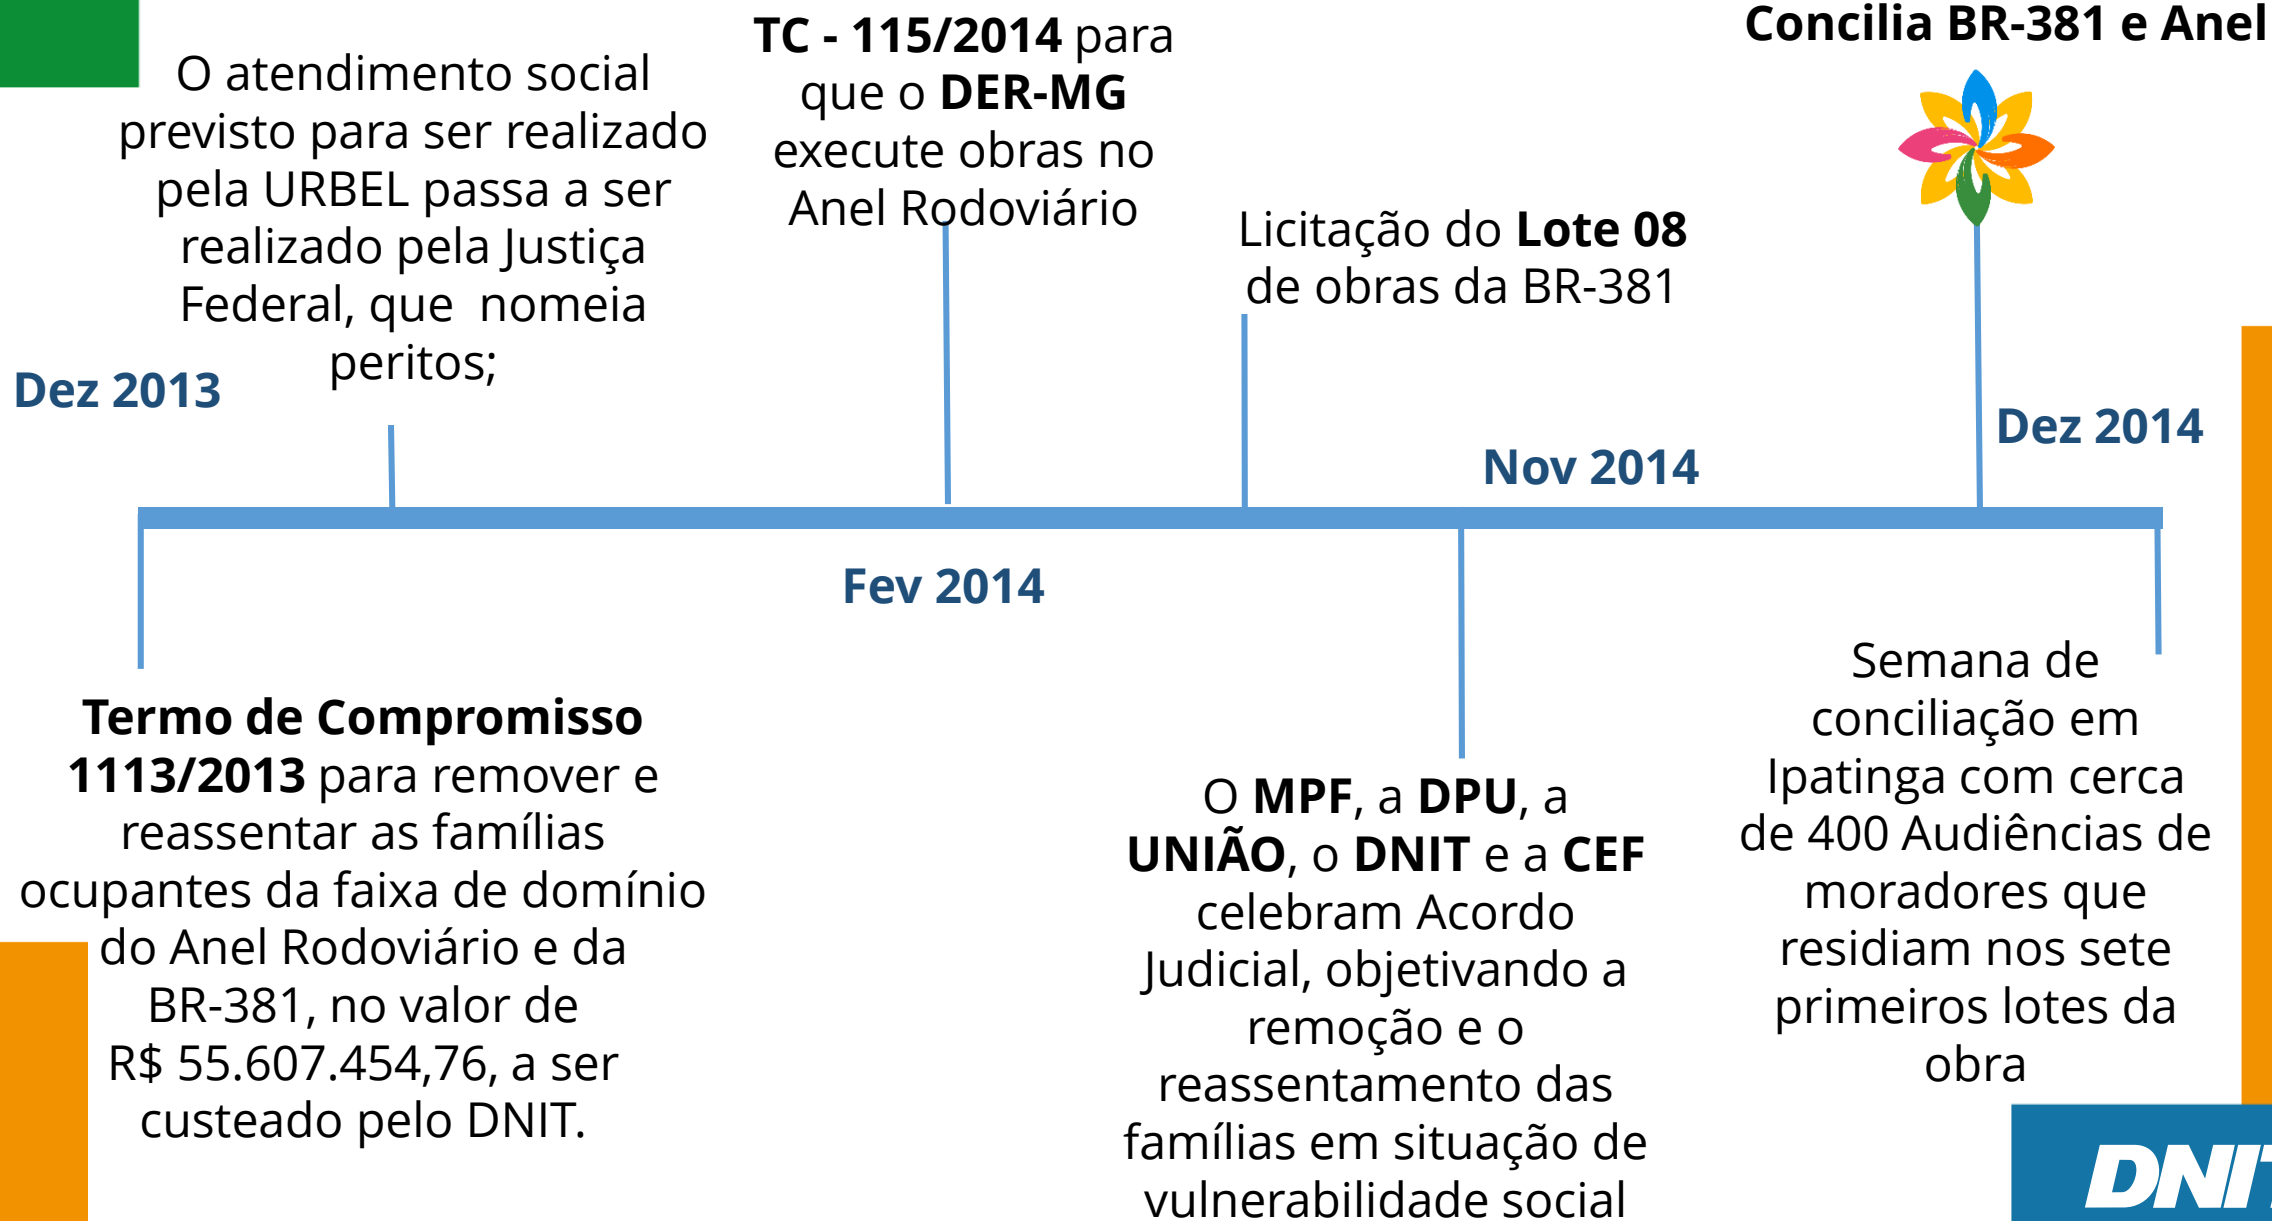 O atendimento social
previsto para ser realizado
pela URBEL passa a ser
realizado pela Justiça
Federal, que  nomeia
peritos;
TC - 115/2014 para
que o DER-MG
execute obras no
Anel Rodoviário
Licitação do Lote 08
de obras da BR-381
Concilia BR-381 e Anel
Dez 2013
Fev 2014
Nov 2014
Dez 2014
Termo de Compromisso
1113/2013 para remover e
reassentar as famílias
ocupantes da faixa de domínio
do Anel Rodoviário e da
BR-381, no valor de
R$ 55.607.454,76, a ser
custeado pelo DNIT.
O MPF, a DPU, a
UNIÃO, o DNIT e a CEF
celebram Acordo
Judicial, objetivando a
remoção e o
reassentamento das
famílias em situação de
vulnerabilidade social
Semana de
conciliação em
Ipatinga com cerca
de 400 Audiências de
moradores que
residiam nos sete
primeiros lotes da
obra
DNIT